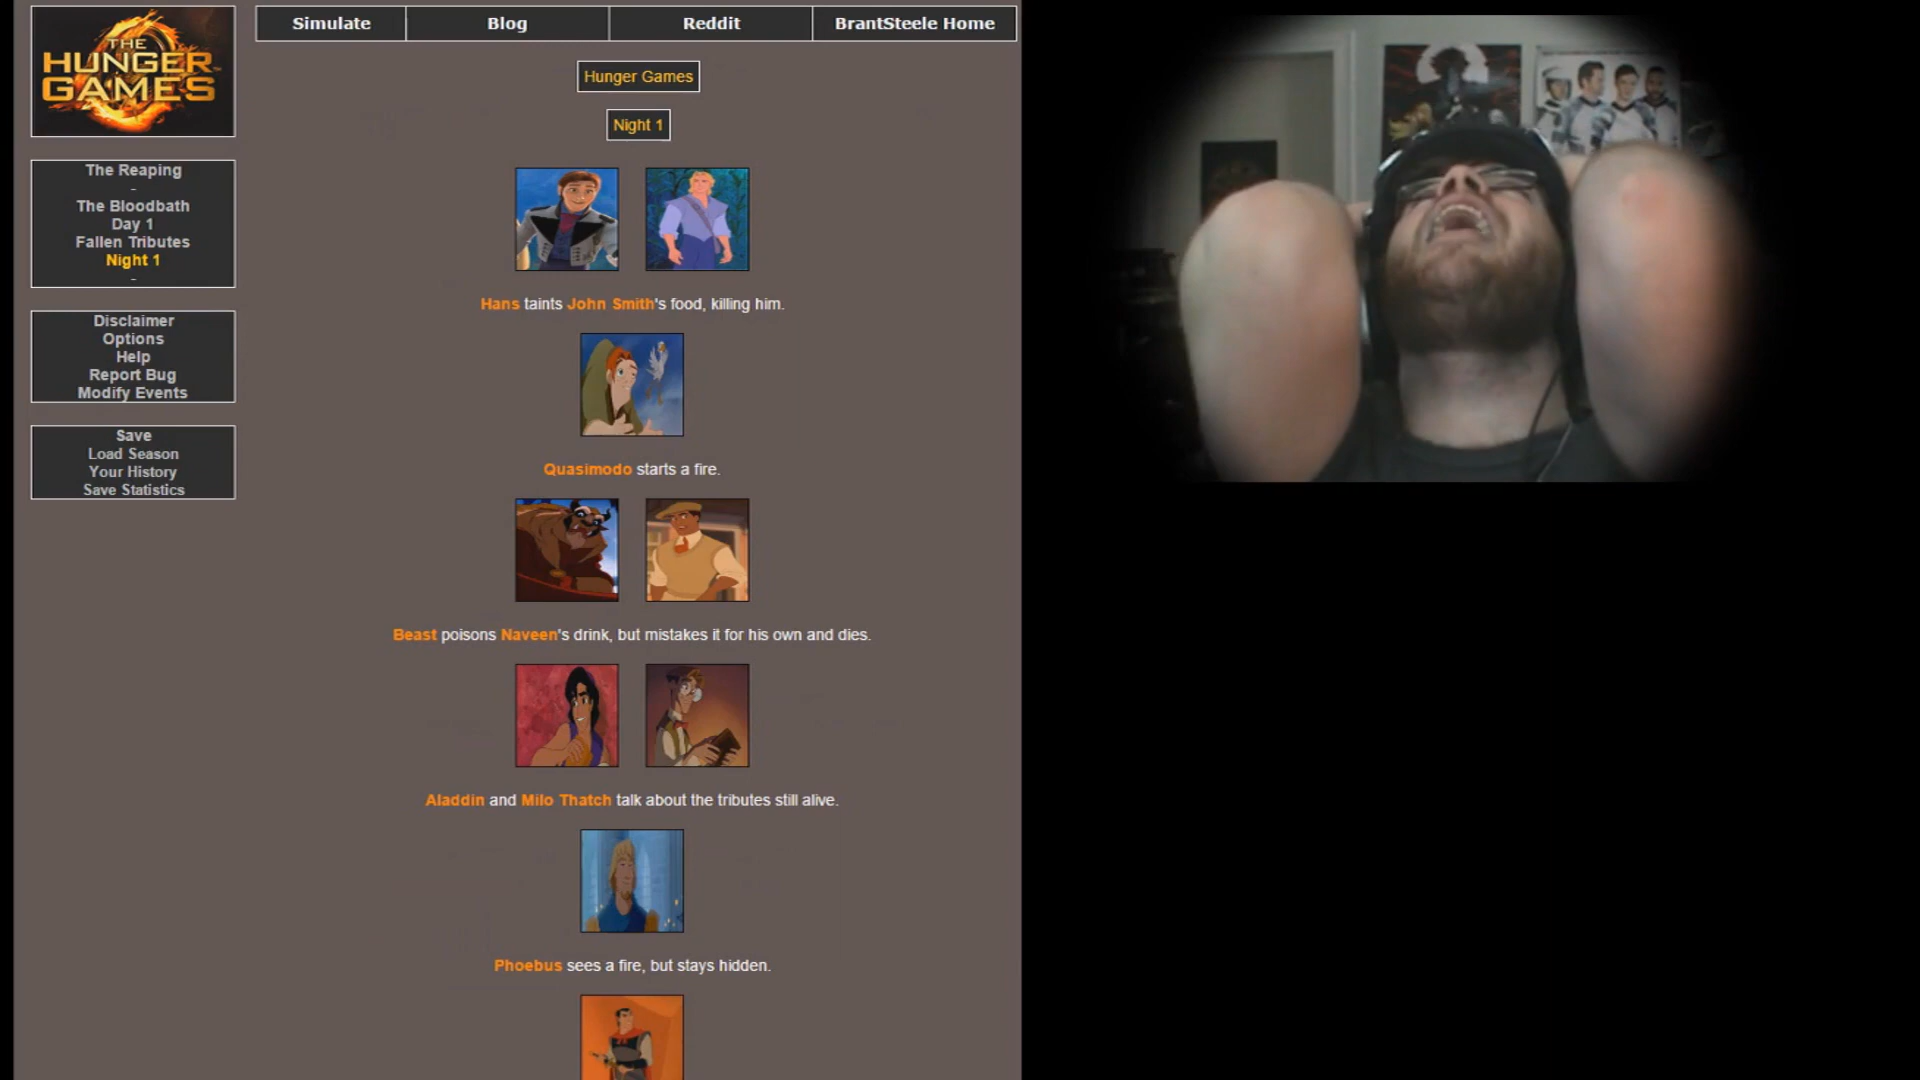 THE
HUNGER
GAMES
Simulate
Blog
Reddit
BrantSteele Home
Hunger Games
Night 1
The Reaping
-
The Bloodbath
Day 1
Fallen Tributes
Night 1
-
Disclaimer
Options
Help
Report Bug
Modify Events
Save
Load Season
Your History
Save Statistics
Hans taints John Smith's food, killing him.
Quasimodo starts a fire.
Beast poisons Naveen's drink, but mistakes it for his own and dies.
Aladdin and Milo Thatch talk about the tributes still alive.
Phoebus sees a fire, but stays hidden.